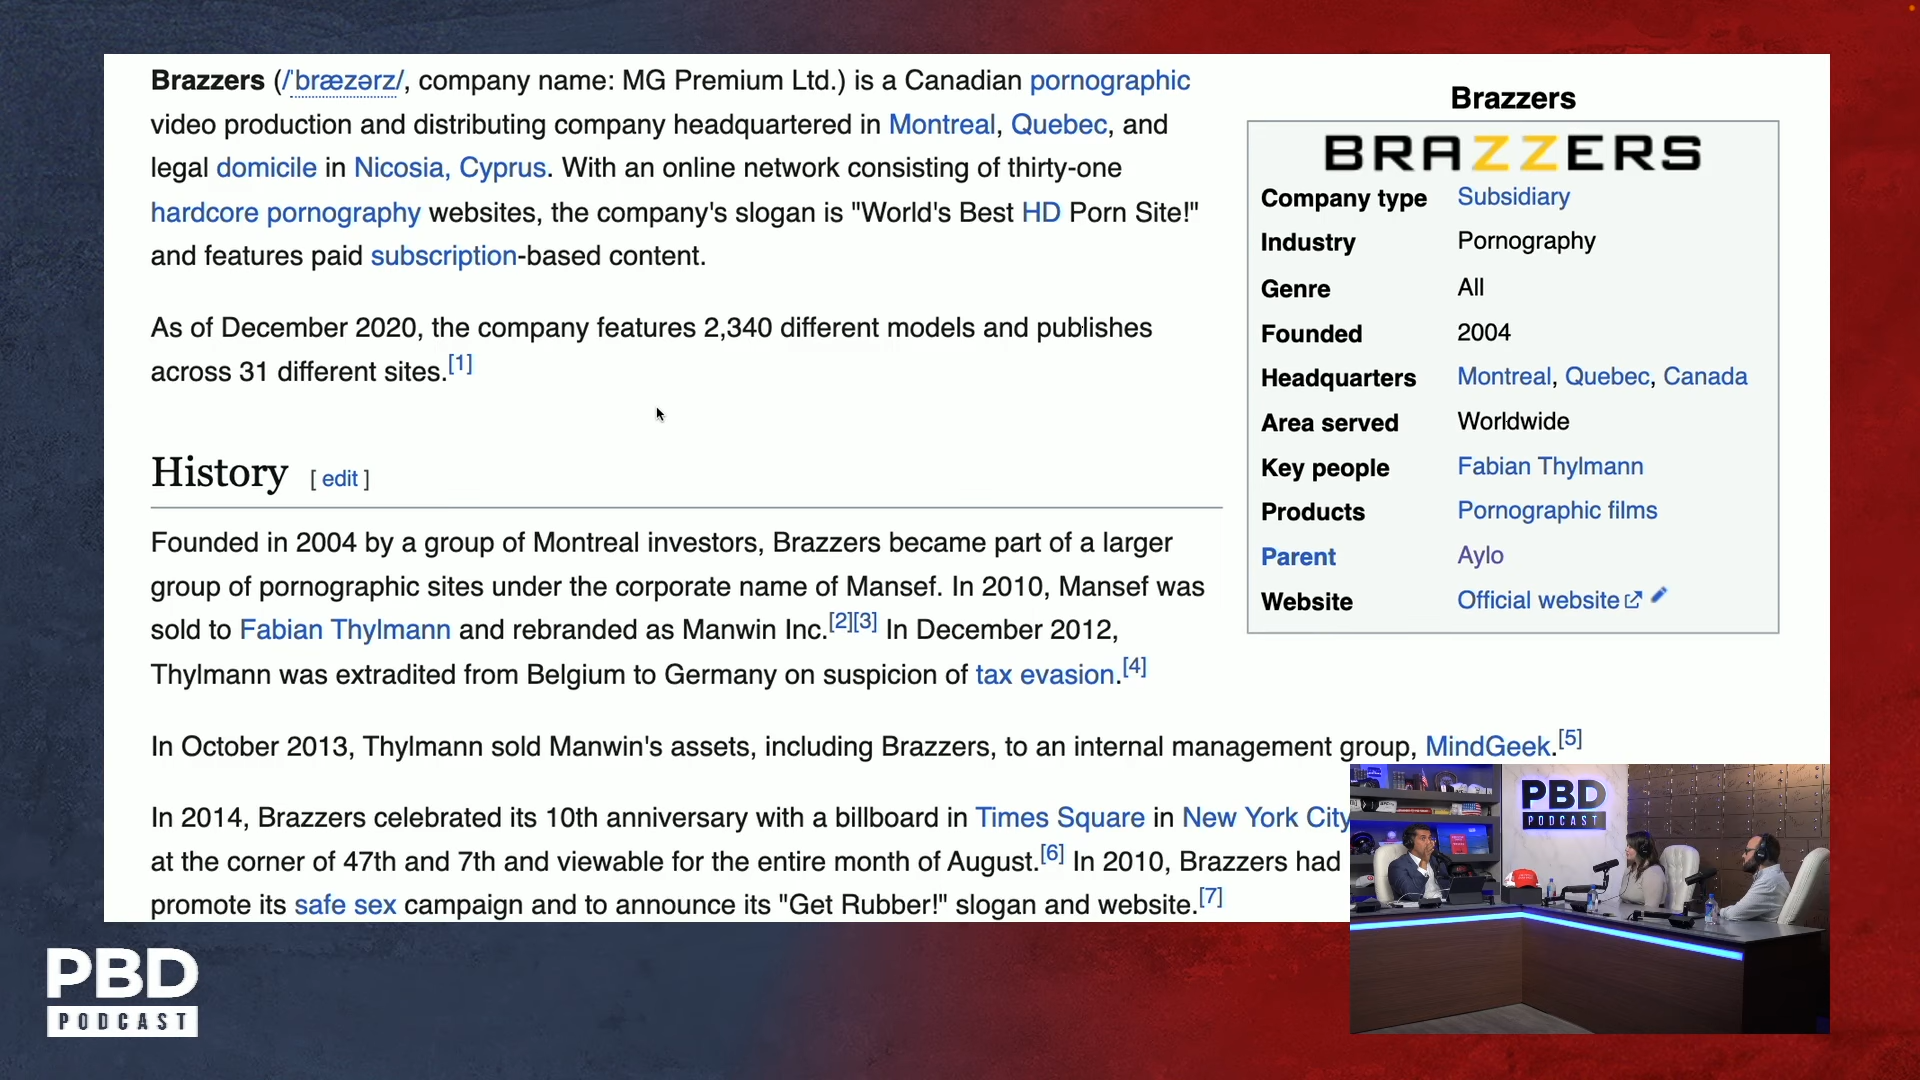 Brazzers (/ˈbræzərz/, company name: MG Premium Ltd.) is a Canadian pornographic
video production and distributing company headquartered in Montreal, Quebec, and
legal domicile in Nicosia, Cyprus. With an online network consisting of thirty-one
hardcore pornography websites, the company's slogan is "World's Best HD Porn Site!"
and features paid subscription-based content.
As of December 2020, the company features 2,340 different models and publishes
across 31 different sites.[1]
History [ edit ]
Founded in 2004 by a group of Montreal investors, Brazzers became part of a larger
group of pornographic sites under the corporate name of Mansef. In 2010, Mansef was
sold to Fabian Thylmann and rebranded as Manwin Inc.[2][3] In December 2012,
Thylmann was extradited from Belgium to Germany on suspicion of tax evasion.[4]
In October 2013, Thylmann sold Manwin's assets, including Brazzers, to an internal management group, MindGeek.[5]
In 2014, Brazzers celebrated its 10th anniversary with a billboard in Times Square in New York City
at the corner of 47th and 7th and viewable for the entire month of August.[6] In 2010, Brazzers had
promote its safe sex campaign and to announce its "Get Rubber!" slogan and website.[7]
Brazzers
BRAZZERS
Company type Subsidiary
Industry Pornography
Genre All
Founded 2004
Headquarters Montreal, Quebec, Canada
Area served Worldwide
Key people Fabian Thylmann
Products Pornographic films
Parent Aylo
Website Official website
PBD
PODCAST
PBD
PODCAST